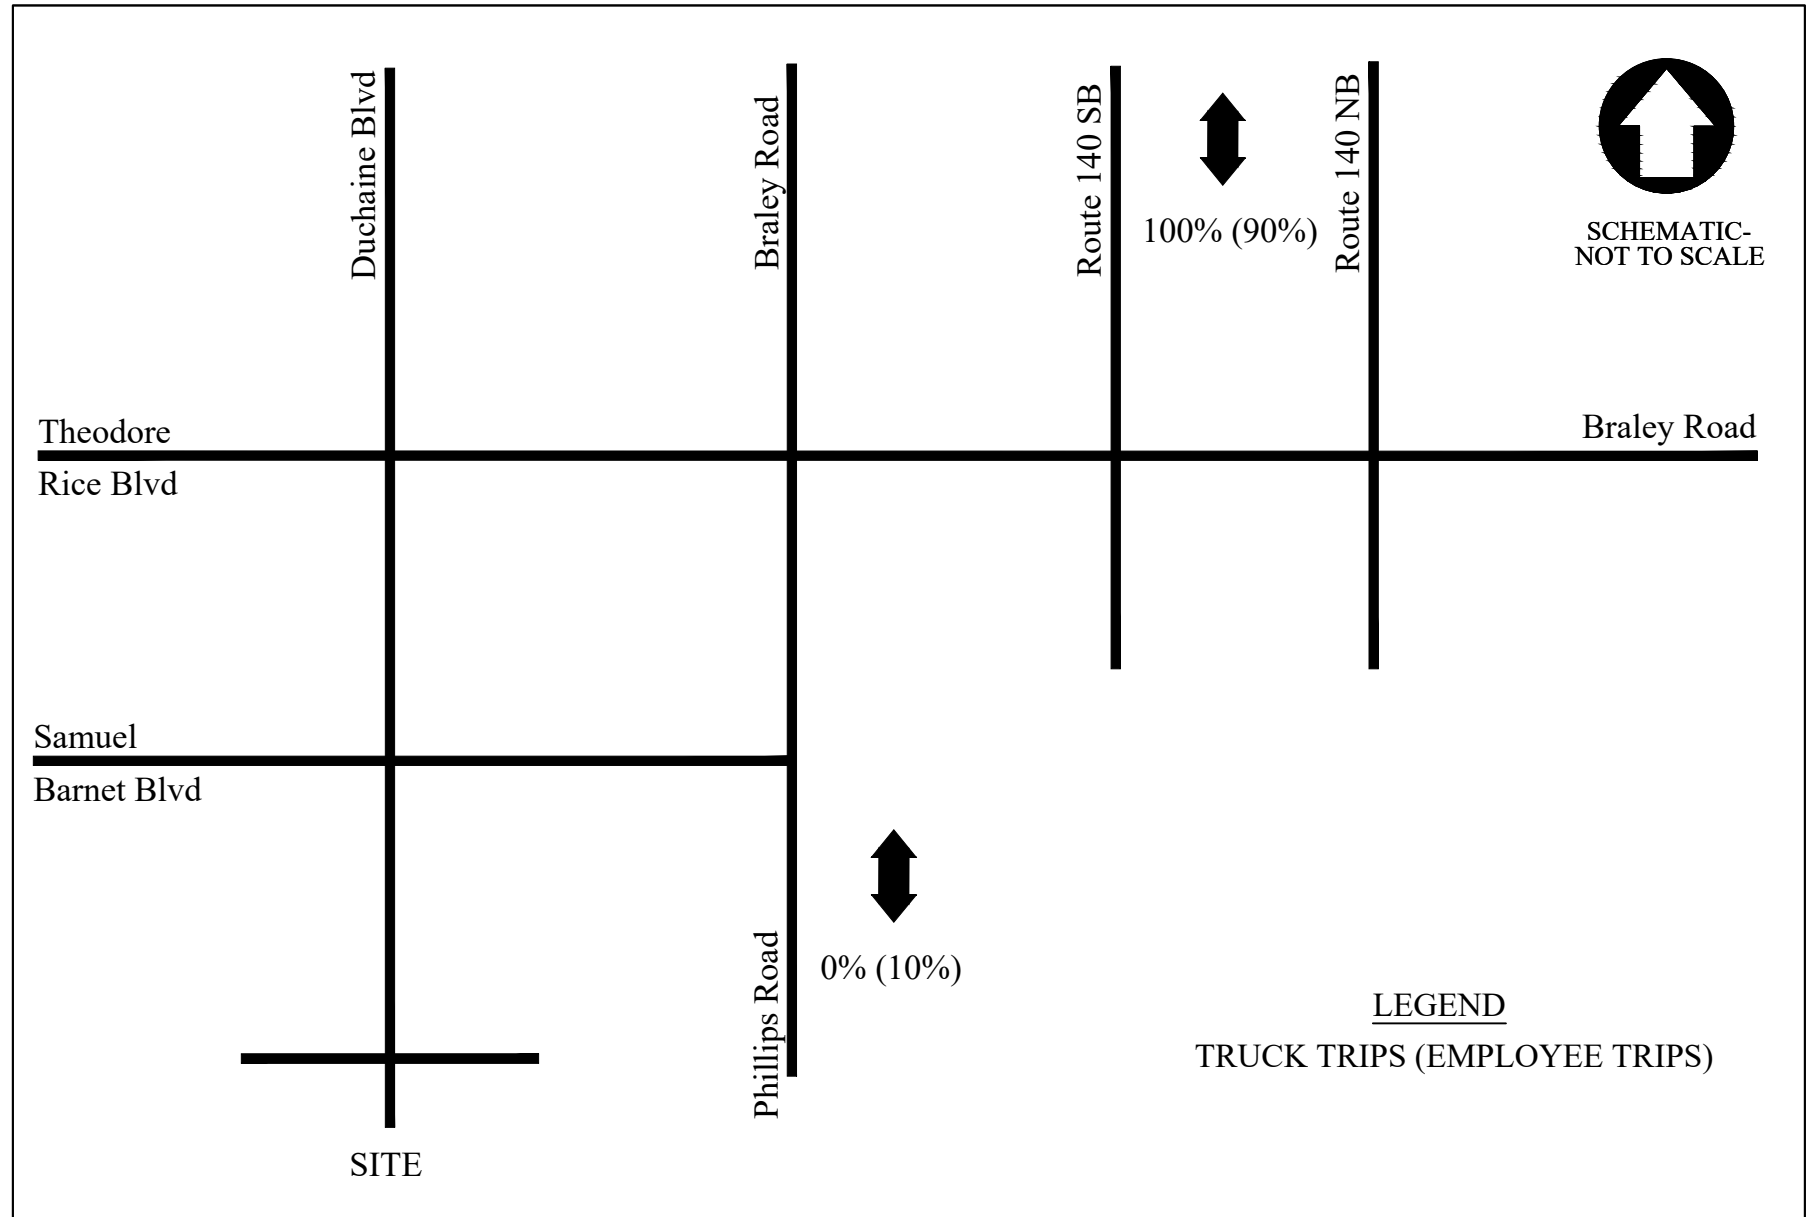 Duchaine Blvd
Braley Road
Route 140 SB
100% (90%)
Route 140 NB
SCHEMATIC-
NOT TO SCALE
Theodore
Rice Blvd
Braley Road
Samuel
Barnet Blvd
Phillips Road
0% (10%)
LEGEND
TRUCK TRIPS (EMPLOYEE TRIPS)
SITE